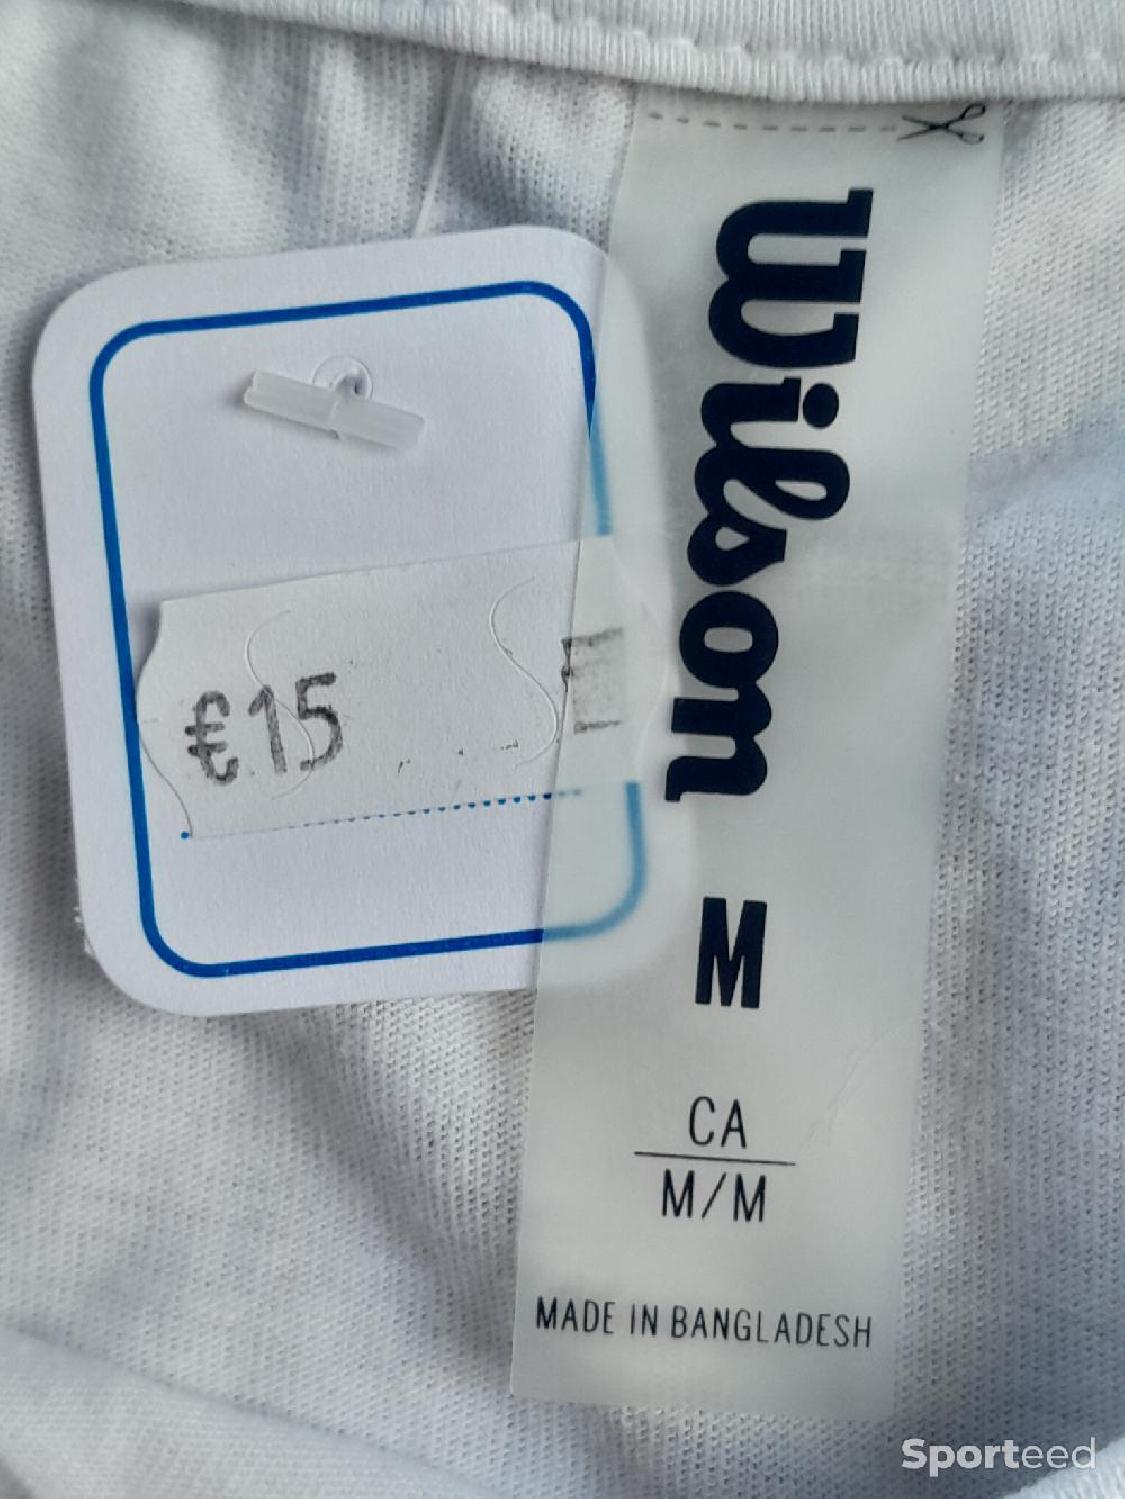 Wilson
€15
M
CA
M/M
MADE IN BANGLADESH
Sporteed